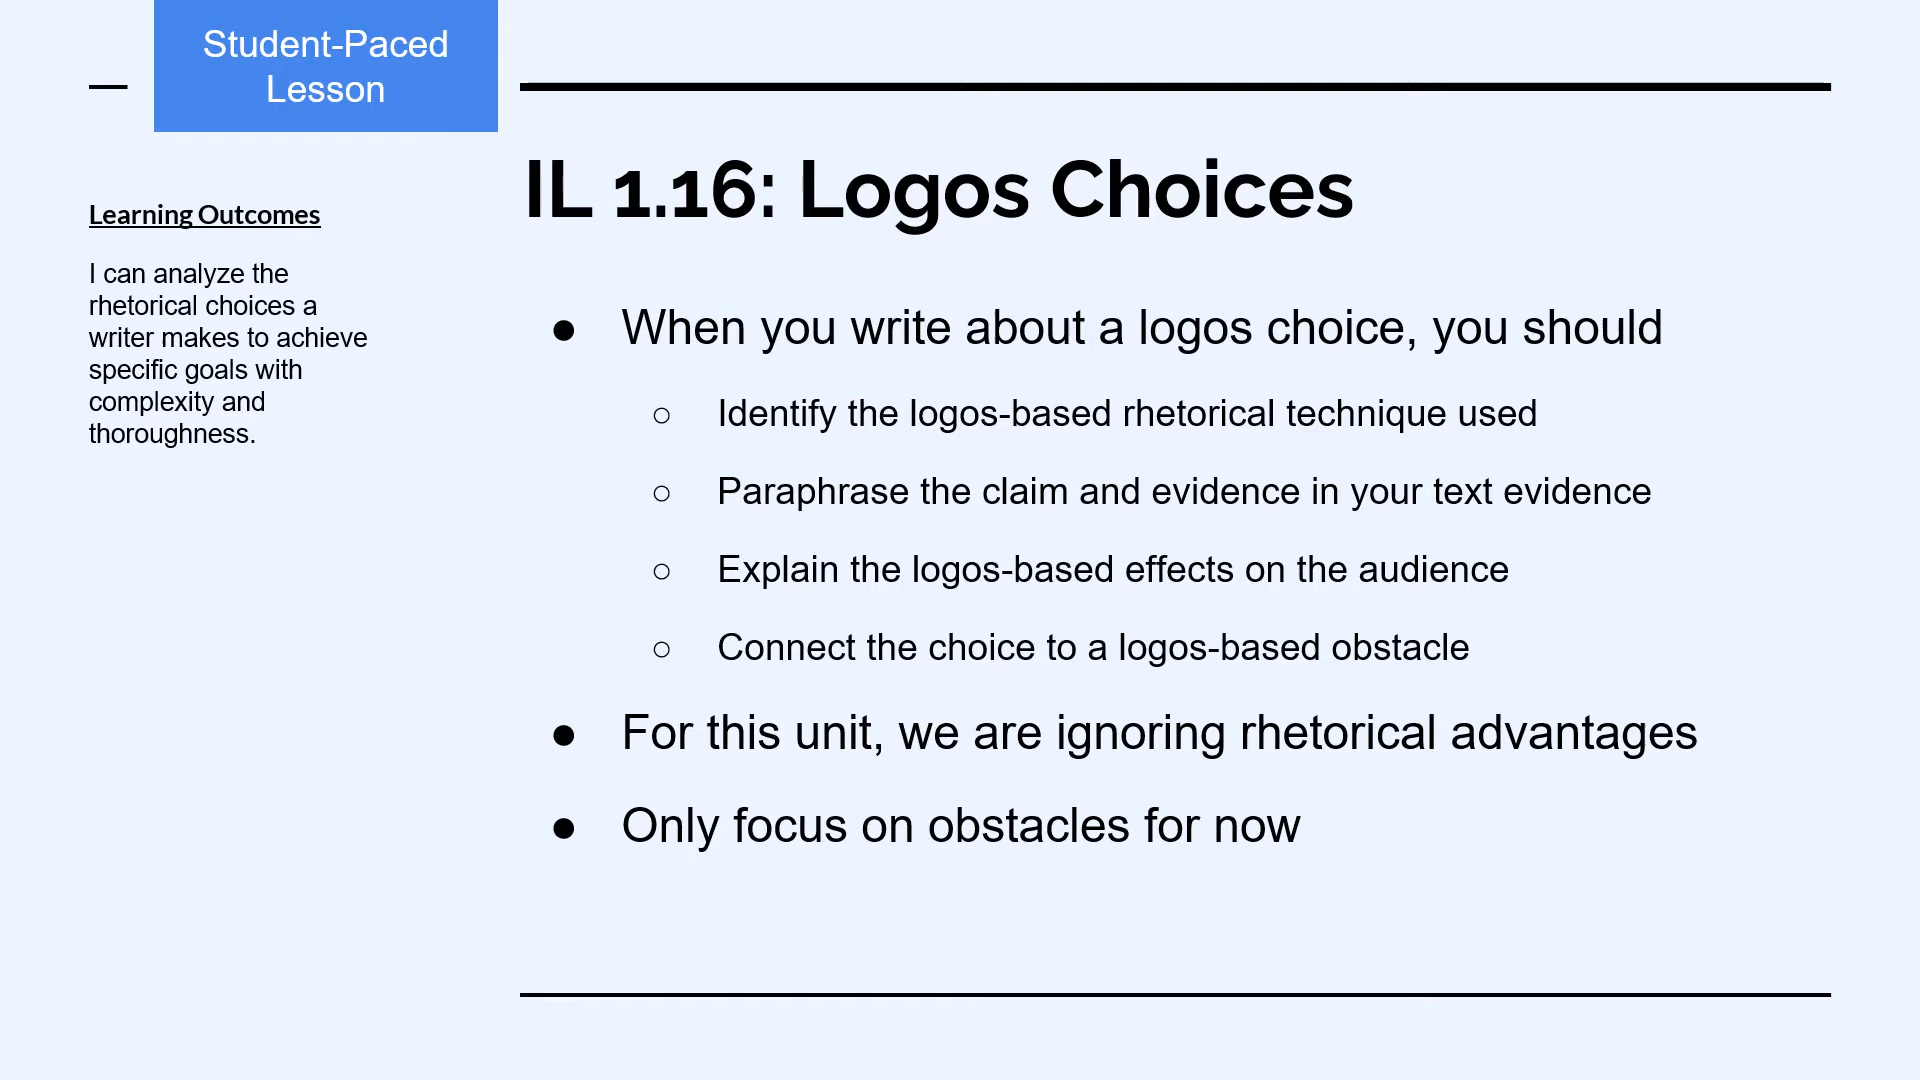 Student-Paced
Lesson
Learning Outcomes
I can analyze the
rhetorical choices a
writer makes to achieve
specific goals with
complexity and
thoroughness.
IL 1.16: Logos Choices
● When you write about a logos choice, you should
○ Identify the logos-based rhetorical technique used
○ Paraphrase the claim and evidence in your text evidence
○ Explain the logos-based effects on the audience
○ Connect the choice to a logos-based obstacle
● For this unit, we are ignoring rhetorical advantages
● Only focus on obstacles for now